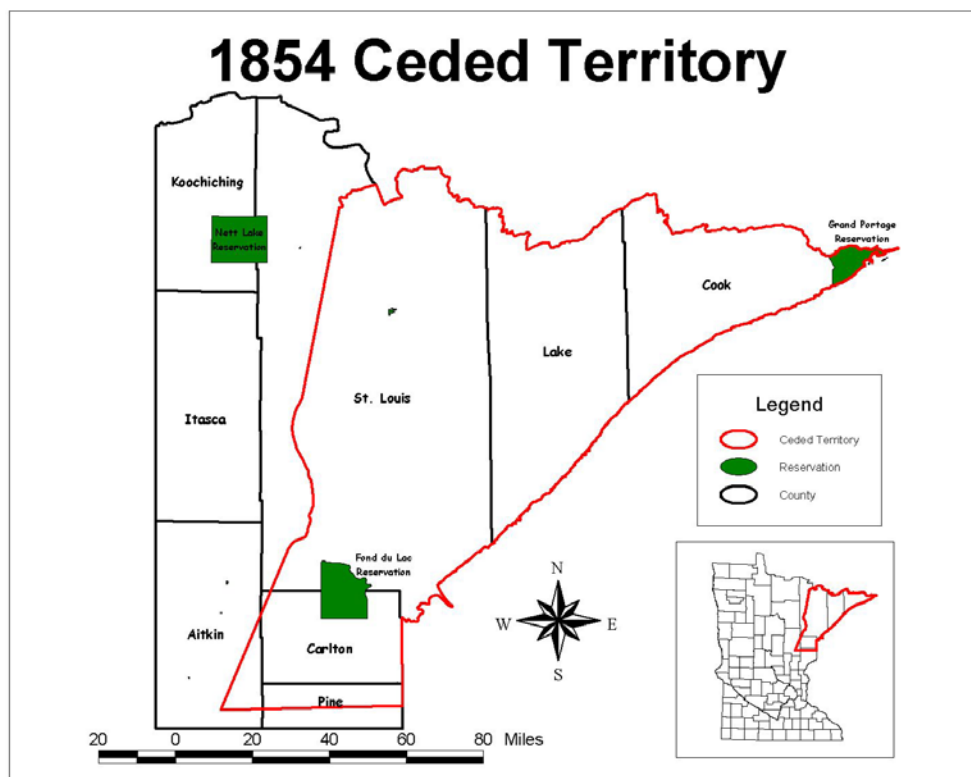 1854 Ceded Territory
Koochiching
Nett Lake
Reservation
Grand Portage
Reservation
Cook
Lake
St. Louis
Itasca
Legend
Ceded Territory
Reservation
County
Fond du Lac
Reservation
N
W
E
S
Aitkin
Carlton
Pine
20
0
20
40
60
80
Miles